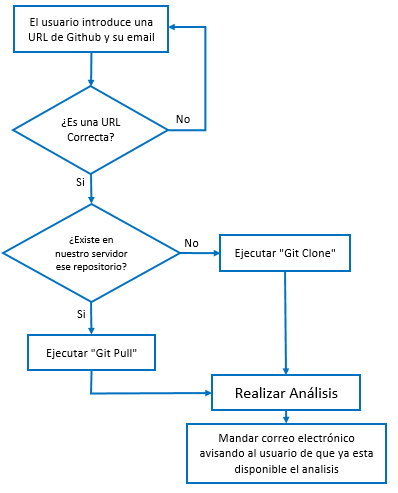 El usuario introduce una
URL de Github y su email
¿Es una URL
Correcta?
No
Si
¿Existe en
nuestro servidor
ese repositorio?
No
Ejecutar "Git Clone"
Si
Ejecutar "Git Pull"
Realizar Análisis
Mandar correo electrónico
avisando al usuario de que ya esta
disponible el analisis